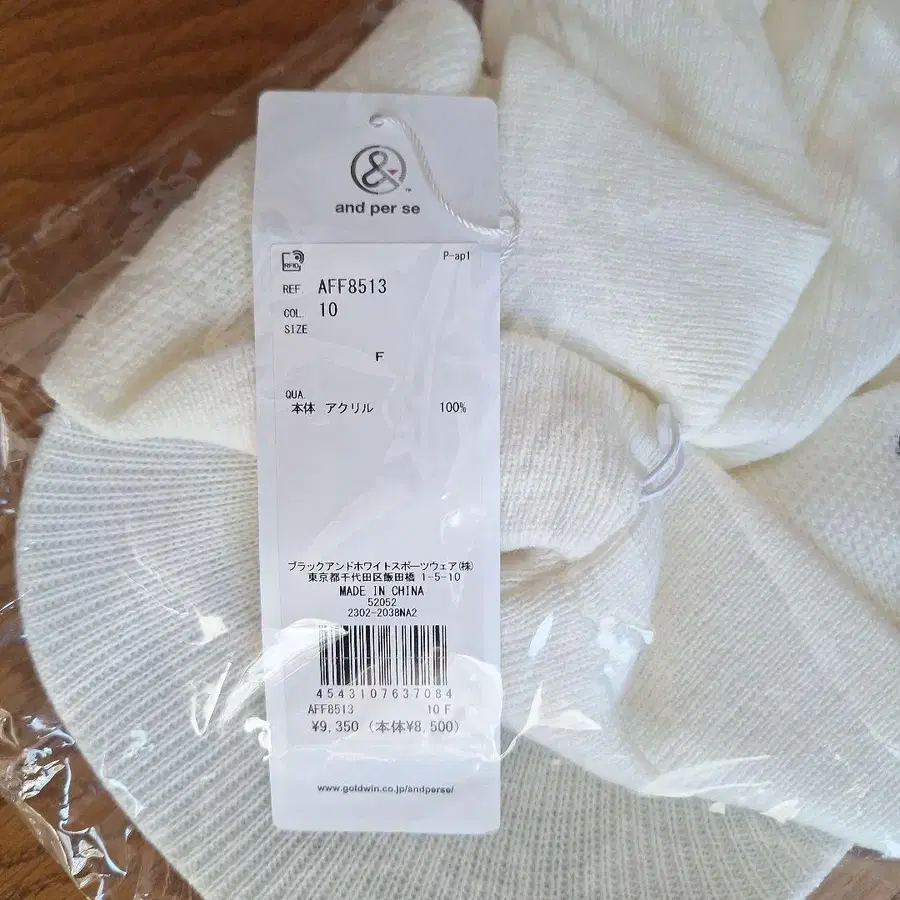 &
and per se
RFID
P-ap1
REF. AFF8513
COL. 10
SIZE
F
QUA.
本体 アクリル 100%
ブラックアンドホワイトスポーツウェア(株)
東京都千代田区飯田橋 1-5-10
MADE IN CHINA
52052
2302-2038NA2
4543107637084
AFF8513 10 F
¥9,350 (本体¥8,500)
www.goldwin.co.jp/andperse/